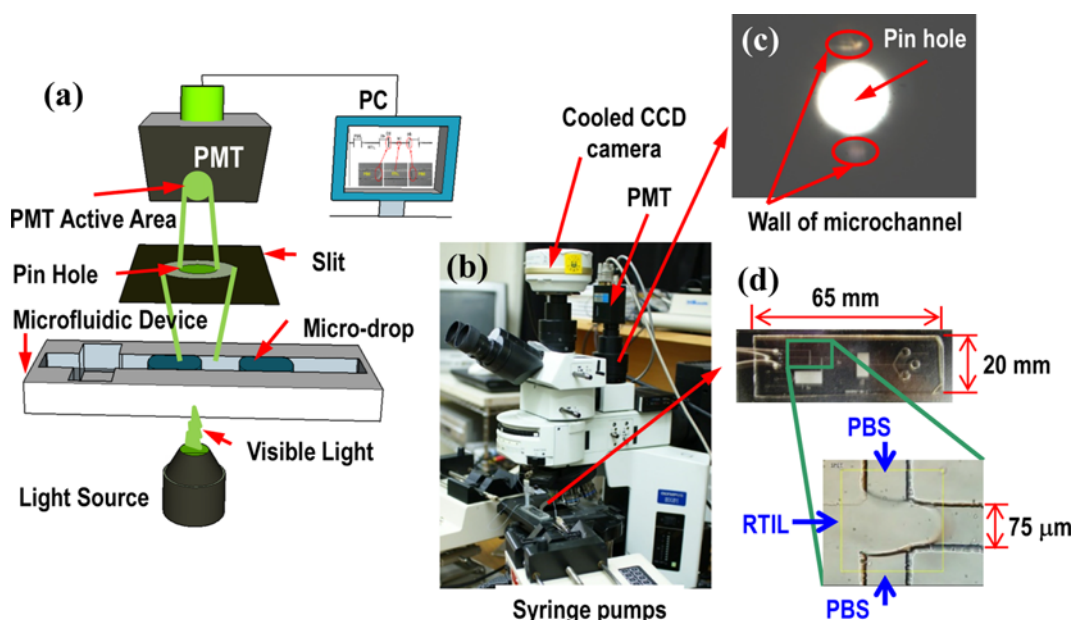 (a)
PMT
PC
PMT Active Area
Pin Hole
Slit
Microfluidic Device
Micro-drop
Visible Light
Light Source
(b)
Cooled CCD
camera
PMT
Syringe pumps
(c)
Pin hole
Wall of microchannel
(d)
65 mm
20 mm
PBS
RTIL
75 μm
PBS